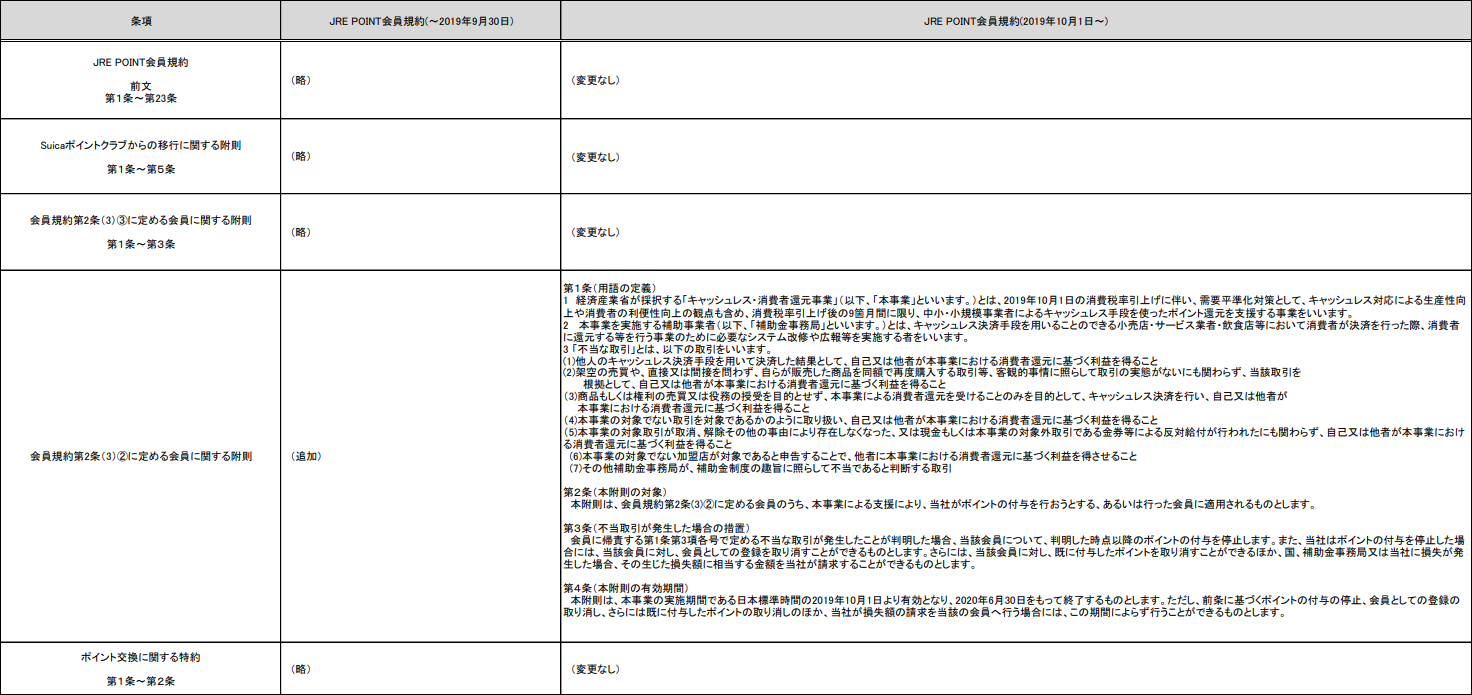 条項
JRE POINT会員規約(～2019年9月30日)
JRE POINT会員規約(2019年10月1日～)
JRE POINT会員規約
前文
第1条～第23条
（略）
（変更なし）
Suicaポイントクラブからの移行に関する附則
第1条～第5条
（略）
（変更なし）
会員規約第2条(3)③に定める会員に関する附則
第1条～第3条
（略）
（変更なし）
会員規約第2条(3)②に定める会員に関する附則
（追加）
第1条（用語の定義）
1　経済産業省が採択する「キャッシュレス・消費者還元事業」（以下、「本事業」といいます。）とは、2019年10月1日の消費税率引上げに伴い、需要平準化対策として、キャッシュレス対応による生産性向
上や消費者の利便性向上の観点も含め、消費税率引上げ後の9箇月間に限り、中小・小規模事業者によるキャッシュレス手段を使ったポイント還元を支援する事業をいいます。
2　本事業を実施する補助事業者（以下、「補助金事務局」といいます。）とは、キャッシュレス決済手段を用いることのできる小売店・サービス業者・飲食店等において消費者が決済を行った際、消費者
に還元する等を行う事業のために必要なシステム改修や広報等を実施する者をいいます。
3 「不当な取引」とは、以下の取引をいいます。
(1)他人のキャッシュレス決済手段を用いて決済した結果として、自己又は他者が本事業における消費者還元に基づく利益を得ること
(2)架空の売買や、直接又は間接を問わず、自らが販売した商品を同額で再度購入する取引等、客観的事情に照らして取引の実態がないにも関わらず、当該取引を
根拠として、自己又は他者が本事業における消費者還元に基づく利益を得ること
(3)商品もしくは権利の売買又は役務の授受を目的とせず、本事業による消費者還元を受けることのみを目的として、キャッシュレス決済を行い、自己又は他者が
本事業における消費者還元に基づく利益を得ること
(4)本事業の対象でない取引を対象であるかのように取り扱い、自己又は他者が本事業における消費者還元に基づく利益を得ること
(5)本事業の対象取引が取消、解除その他の事由により存在しなくなった、又は現金もしくは本事業の対象外取引である金券等による反対給付が行われたにも関わらず、自己又は他者が本事業におけ
る消費者還元に基づく利益を得ること
(6)本事業の対象でない加盟店が対象であると申告することで、他者に本事業における消費者還元に基づく利益を得させること
(7)その他補助金事務局が、補助金制度の趣旨に照らして不当であると判断する取引
第2条（本附則の対象）
本附則は、会員規約第2条(3)②に定める会員のうち、本事業による支援により、当社がポイントの付与を行おうとする、あるいは行った会員に適用されるものとします。
第3条（不当取引が発生した場合の措置）
会員に帰責する第1条第3項各号で定める不当な取引が発生したことが判明した場合、当該会員について、判明した時点以降のポイントの付与を停止します。また、当社はポイントの付与を停止した場
合には、当該会員に対し、会員としての登録を取り消すことができるものとします。さらには、当該会員に対し、既に付与したポイントを取り消すことができるほか、国、補助金事務局又は当社に損失が発
生した場合、その生じた損失額に相当する金額を当社が請求することができるものとします。
第4条（本附則の有効期間）
本附則は、本事業の実施期間である日本標準時間の2019年10月1日より有効となり、2020年6月30日をもって終了するものとします。ただし、前条に基づくポイントの付与の停止、会員としての登録の
取り消し、さらには既に付与したポイントの取り消しのほか、当社が損失額の請求を当該の会員へ行う場合には、この期間によらず行うことができるものとします。
ポイント交換に関する特約
第1条～第2条
（略）
（変更なし）